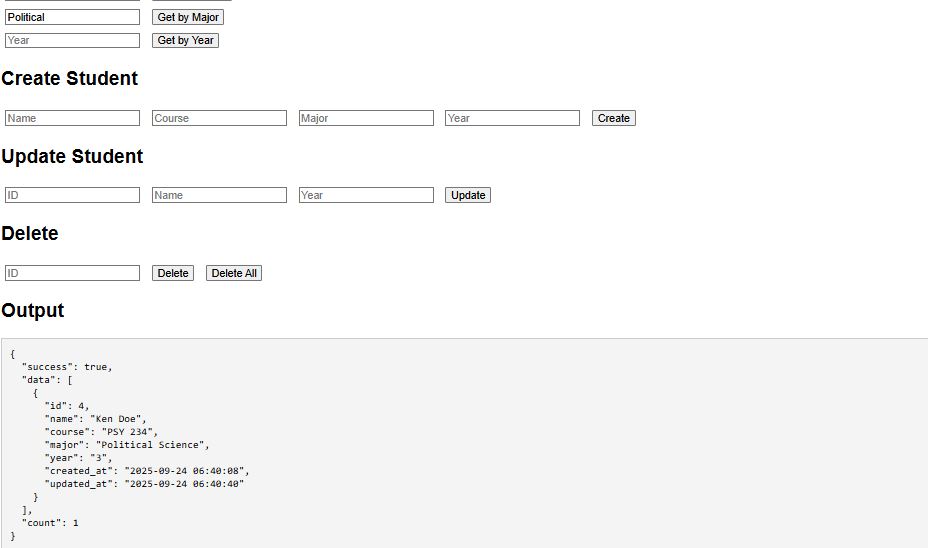 Political Get by Major
Year Get by Year
Create Student
Name Course Major Year Create
Update Student
ID Name Year Update
Delete
ID Delete Delete All
Output
{
  "success": true,
  "data": [
    {
      "id": 4,
      "name": "Ken Doe",
      "course": "PSY 234",
      "major": "Political Science",
      "year": "3",
      "created_at": "2025-09-24 06:40:08",
      "updated_at": "2025-09-24 06:40:40"
    }
  ],
  "count": 1
}